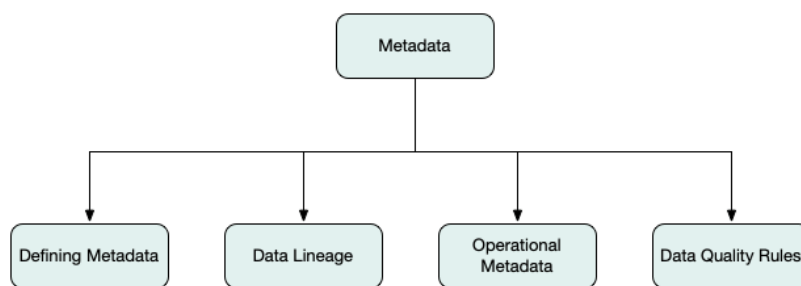 Metadata
Defining Metadata
Data Lineage
Operational
Metadata
Data Quality Rules